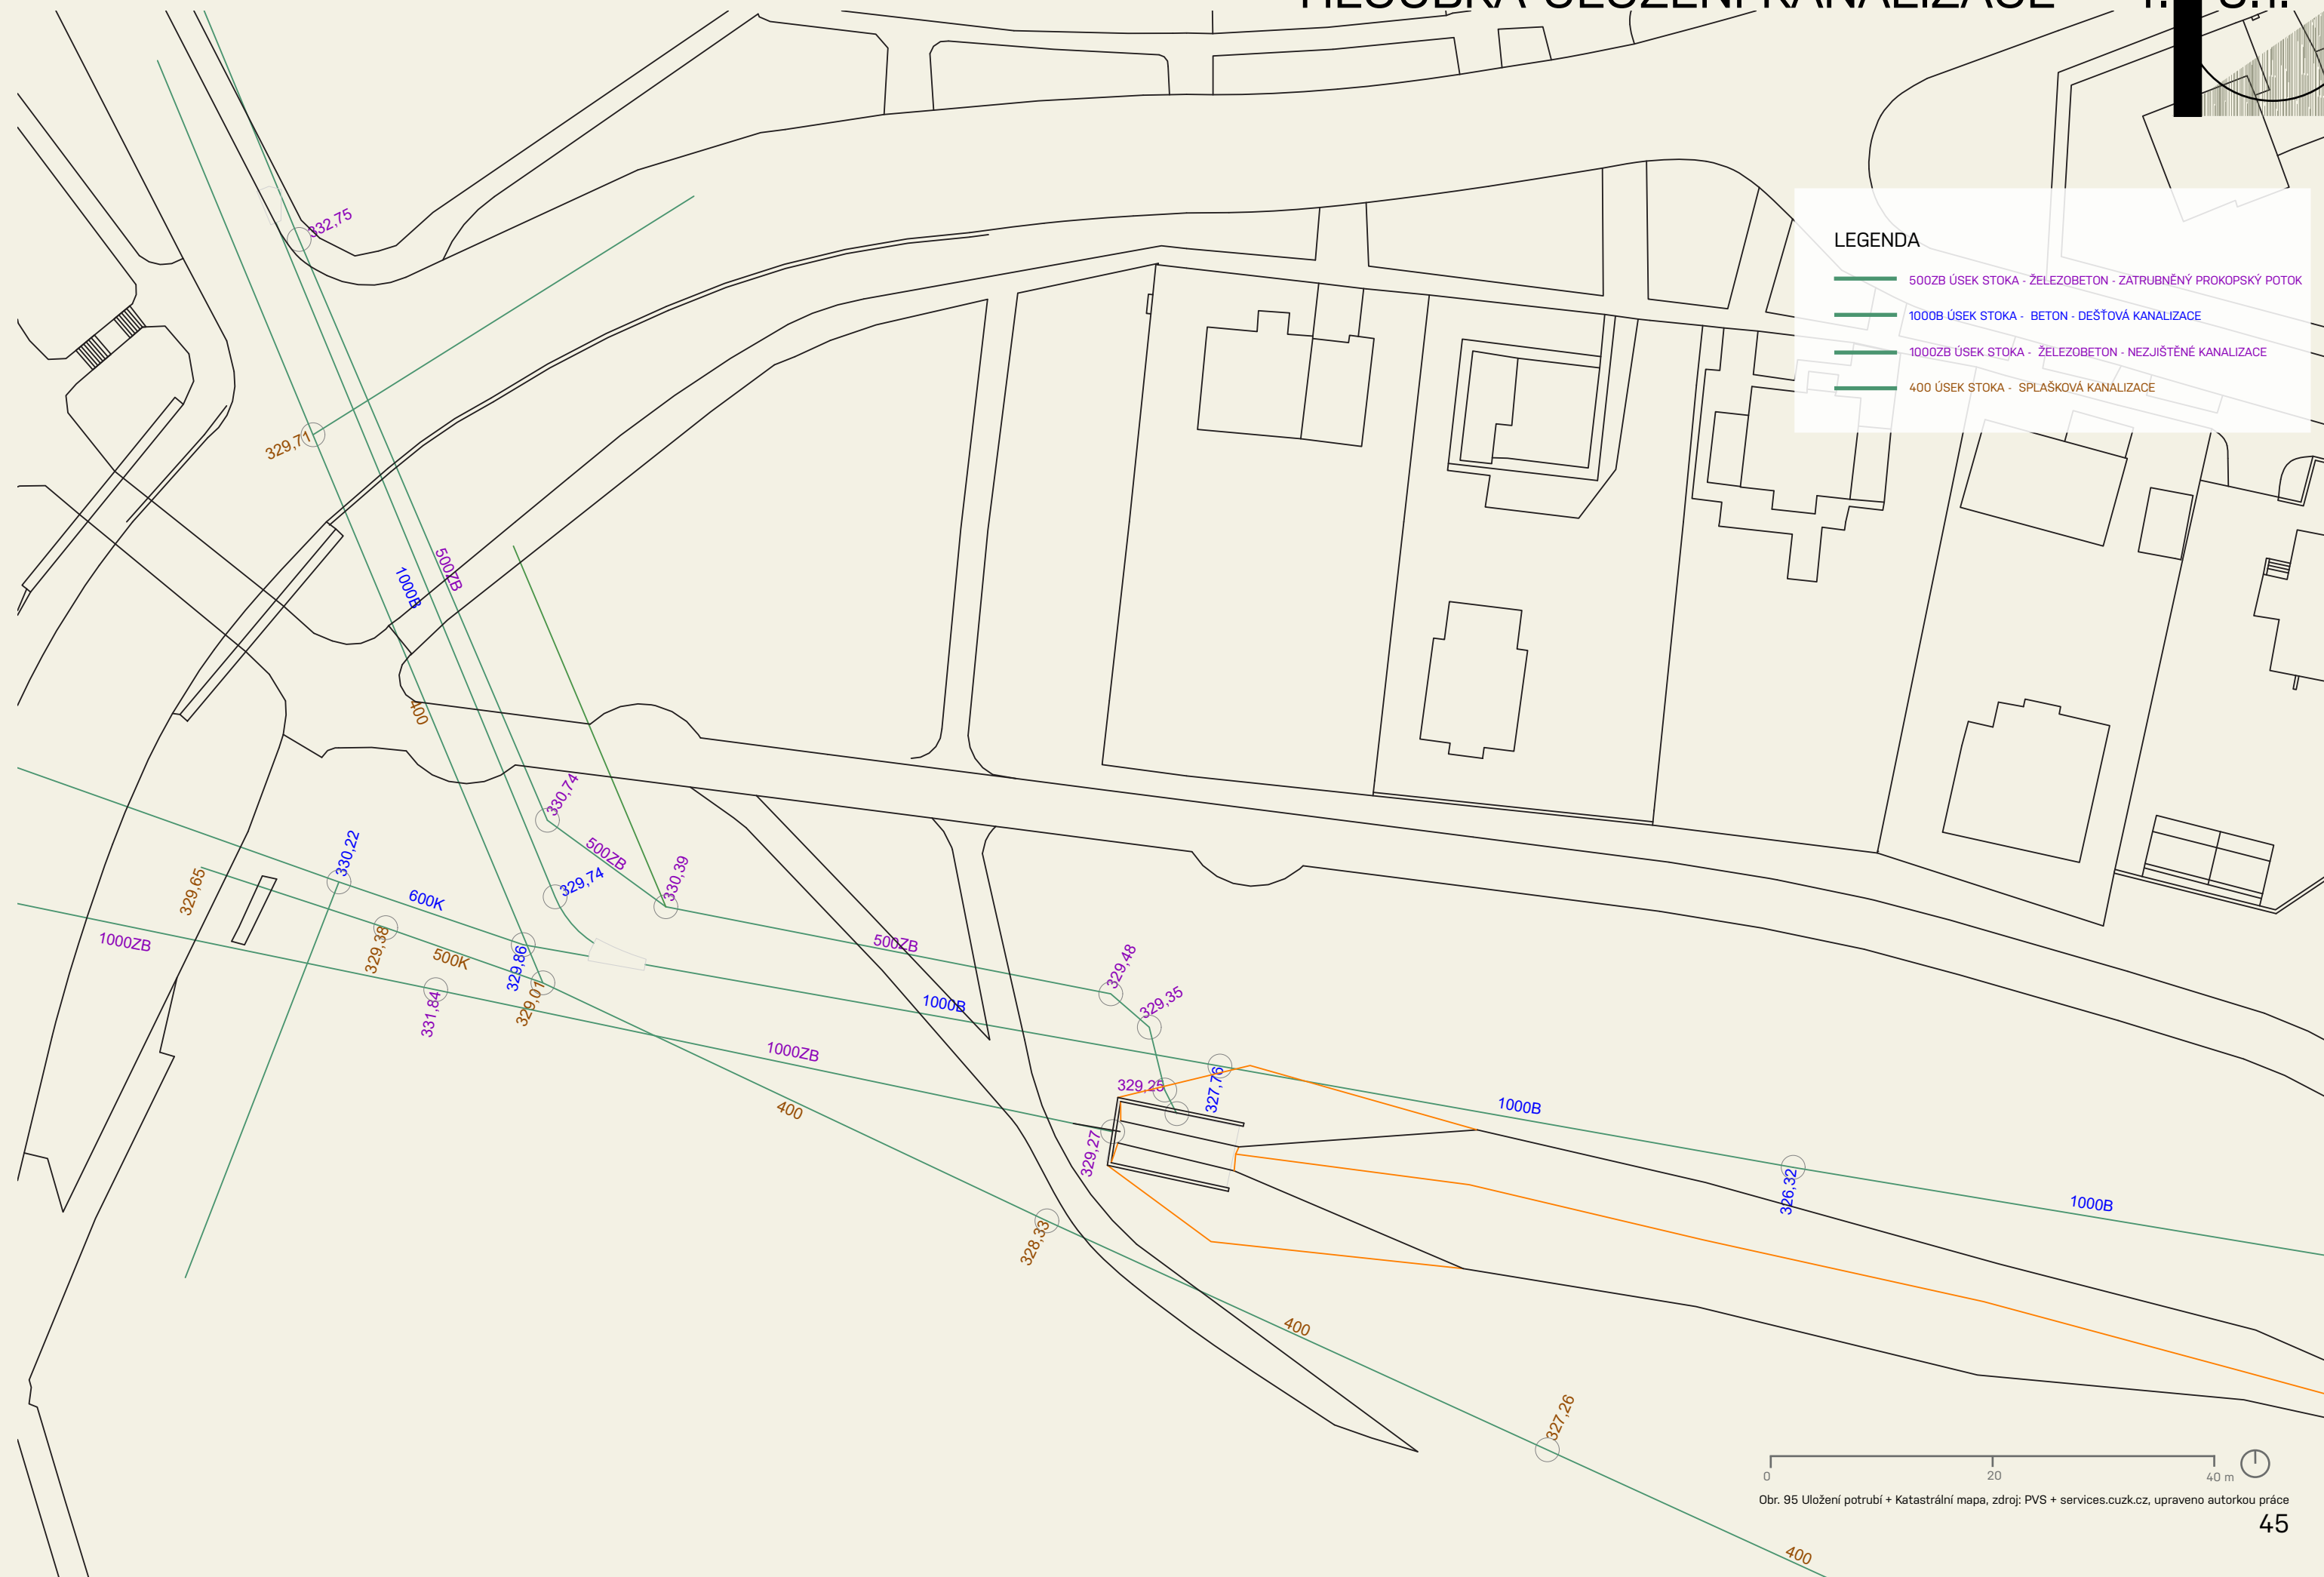 HLOUBKA ULOŽENÍ KANALIZACE
332,75
LEGENDA
500ZB ÚSEK STOKA - ŽELEZOBETON - ZATRUBNĚNÝ PROKOPSKÝ POTOK
1000B ÚSEK STOKA - BETON - DEŠŤOVÁ KANALIZACE
1000ZB ÚSEK STOKA - ŽELEZOBETON - NEZJIŠTĚNÉ KANALIZACE
400 ÚSEK STOKA - SPLAŠKOVÁ KANALIZACE
329,71
500ZB
1000B
400
330,74
500ZB
330,22
330,39
329,65
329,74
600K
1000ZB
329,38
500K
329,86
329,01
331,84
500ZB
329,48
329,35
1000B
1000ZB
329,25
327,76
400
1000B
329,27
326,32
1000B
328,33
400
327,26
400
0 20 40 m
Obr. 95 Uložení potrubí + Katastrální mapa, zdroj: PVS + services.cuzk.cz, upraveno autorkou práce
45